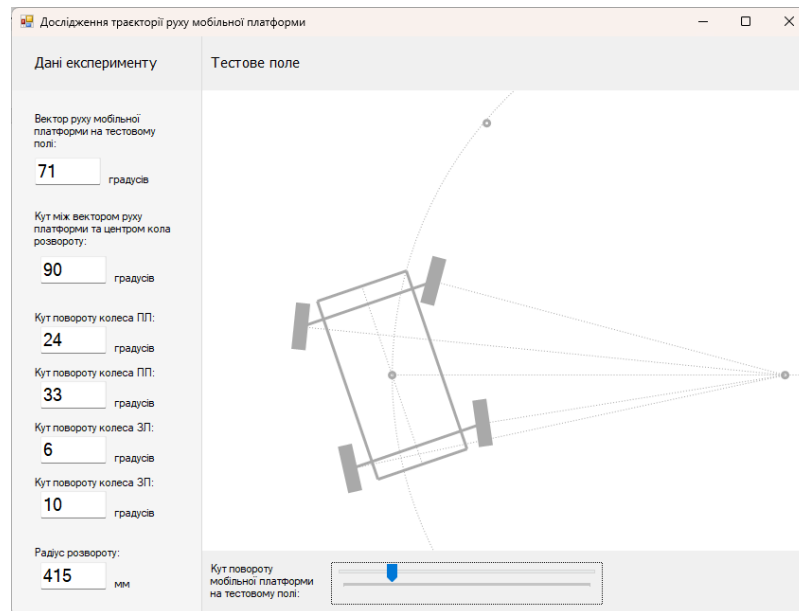 Дослідження траєкторії руху мобільної платформи
Дані експерименту
Тестове поле
Вектор руху мобільної
платформи на тестовому
полі:
71
градусів
Кут між вектором руху
платформи та центром кола
розвороту:
90
градусів
Кут повороту колеса ПП:
24
градусів
Кут повороту колеса ПП:
33
градусів
Кут повороту колеса ЗП:
6
градусів
Кут повороту колеса ЗП:
10
градусів
Радіус розвороту:
415
мм
Кут повороту
мобільної платформи
на тестовому полі: